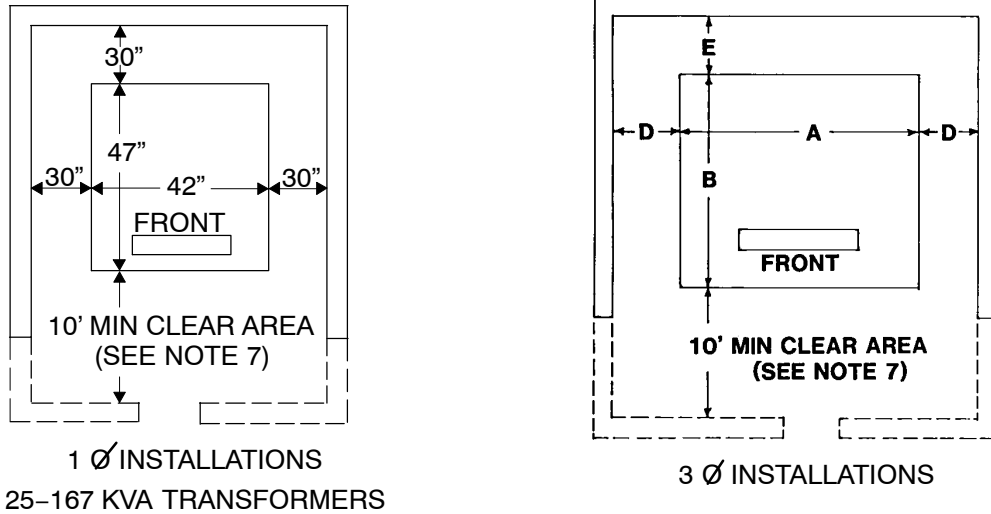 30”
47”
30”
42”
30”
FRONT
10’ MIN CLEAR AREA
(SEE NOTE 7)
1 Ø INSTALLATIONS
25–167 KVA TRANSFORMERS
E
D
A
D
B
FRONT
10’ MIN CLEAR AREA
(SEE NOTE 7)
3 Ø INSTALLATIONS